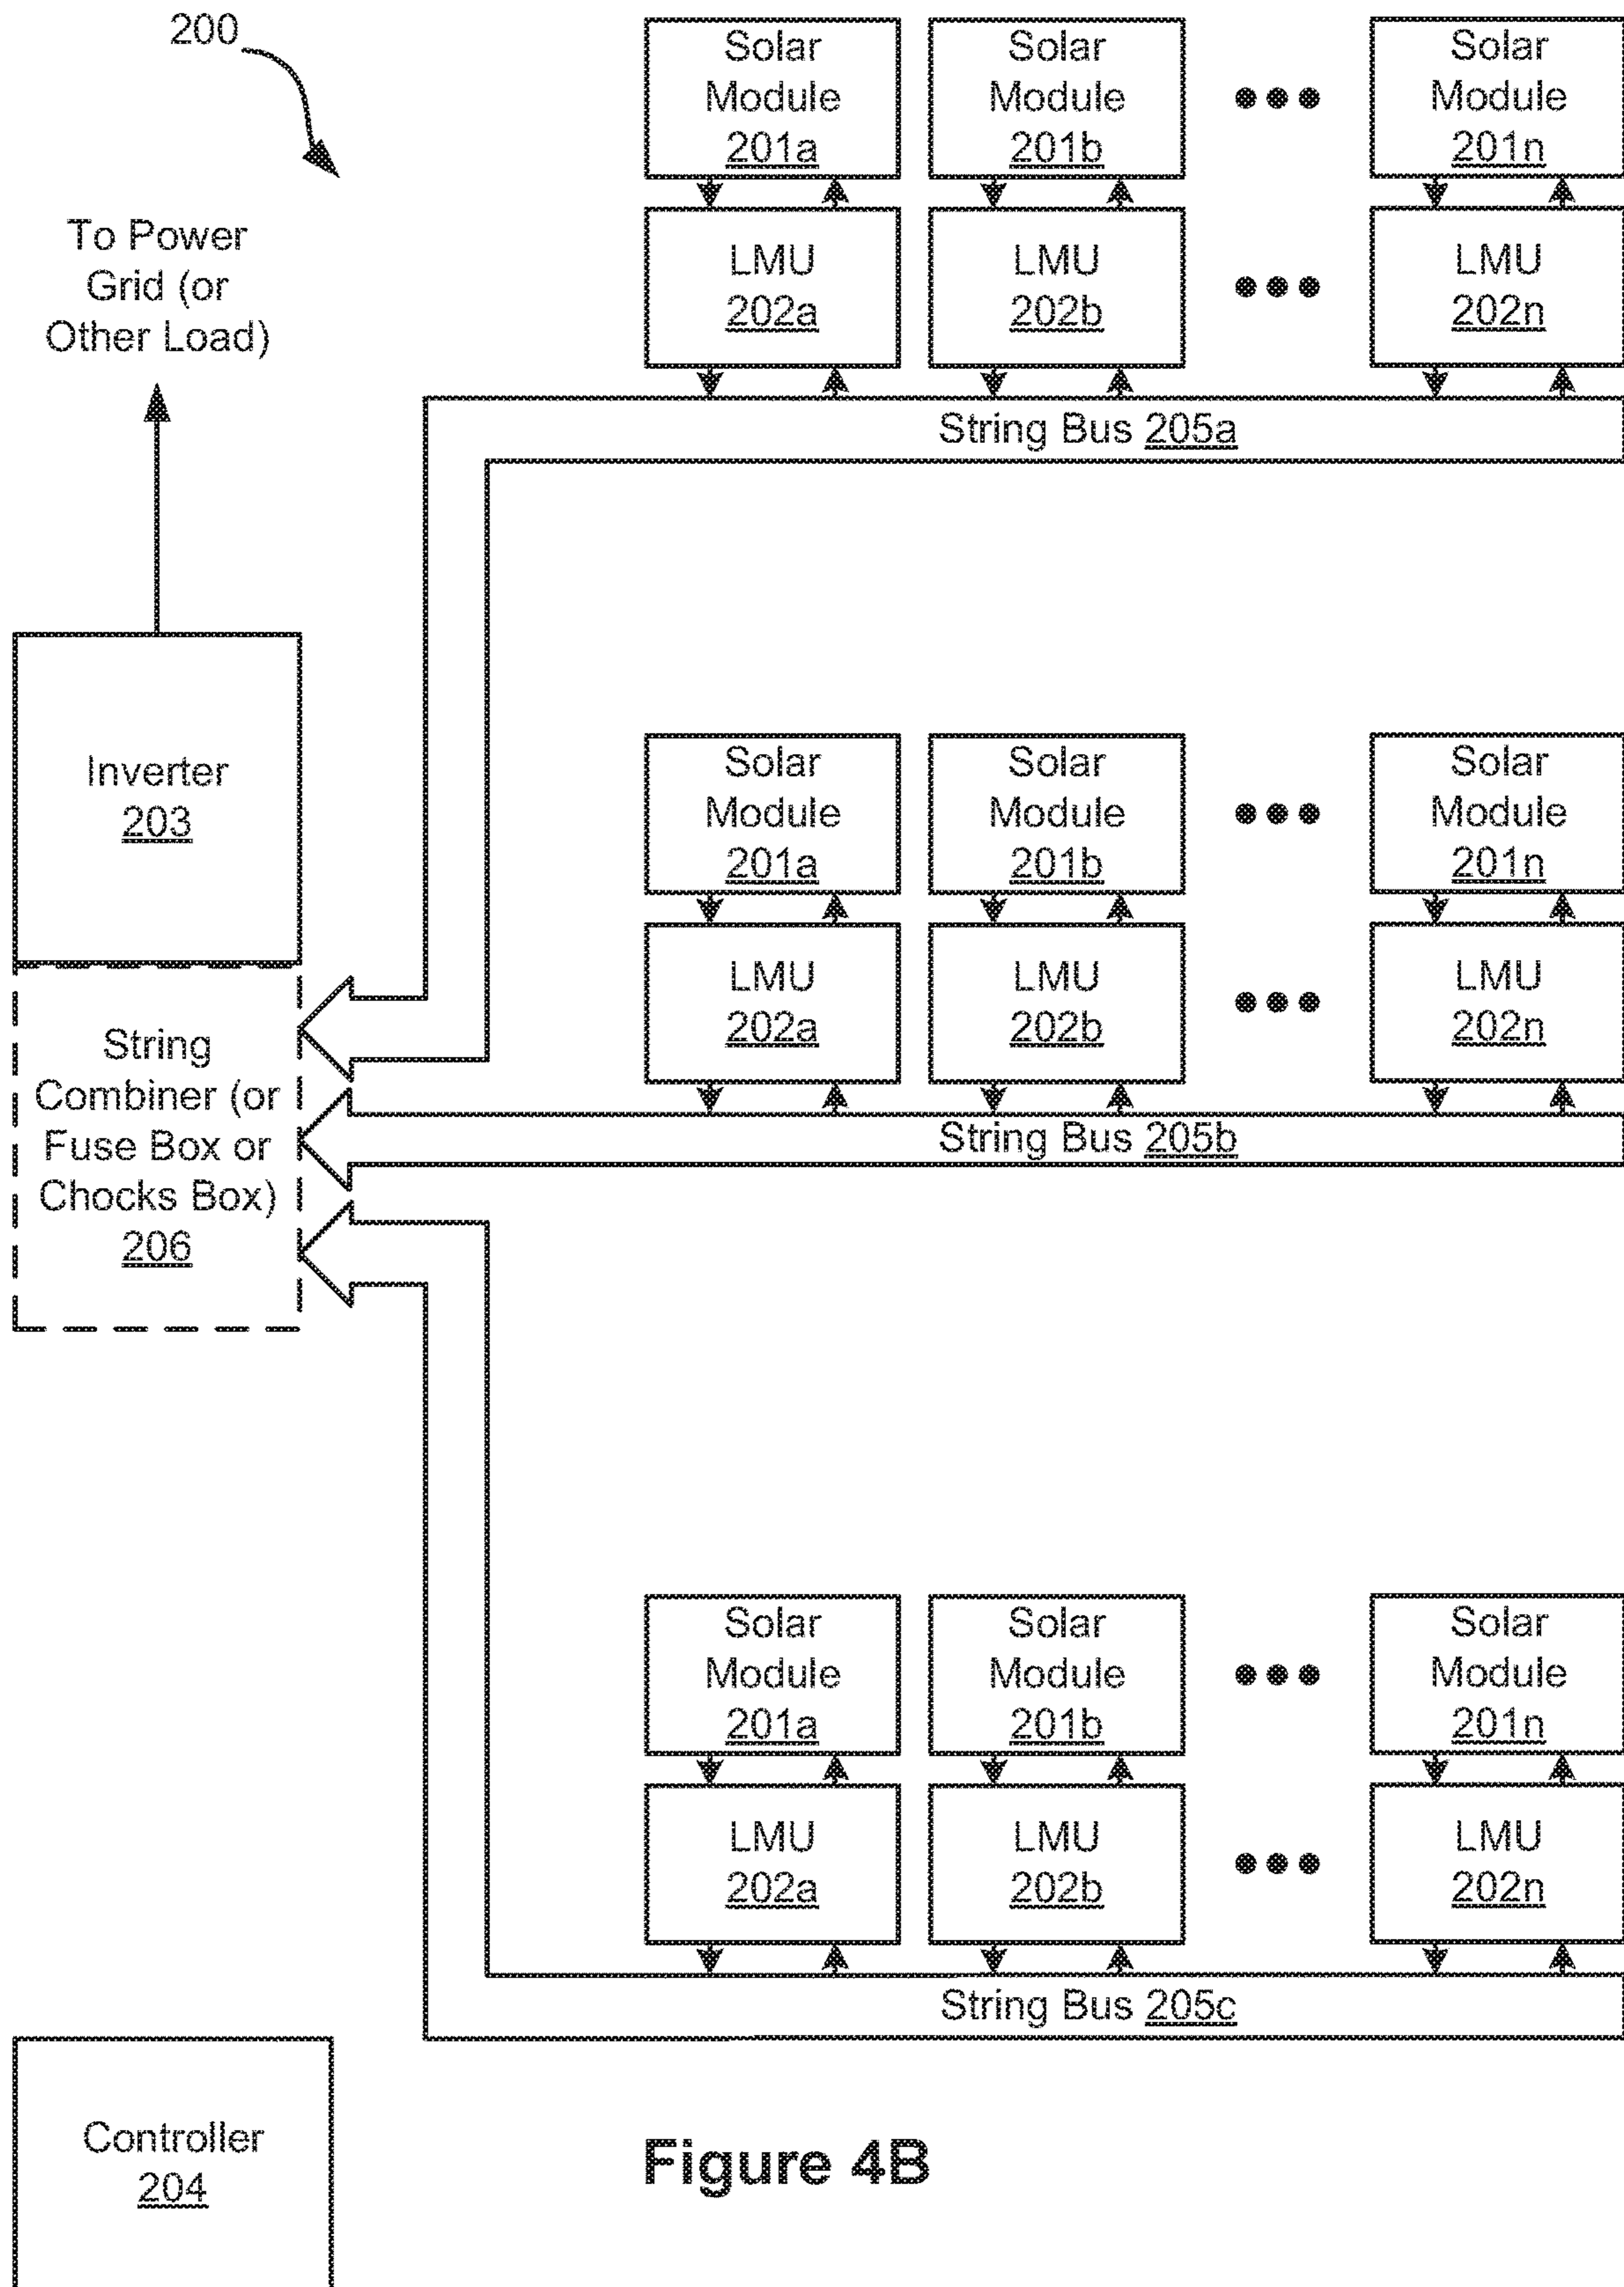 200
To Power
Grid (or
Other Load)
Solar
Module
201a
Solar
Module
201b
Solar
Module
201n
LMU
202a
LMU
202b
LMU
202n
String Bus 205a
Inverter
203
String
Combiner (or
Fuse Box or
Chocks Box)
206
Solar
Module
201a
Solar
Module
201b
Solar
Module
201n
LMU
202a
LMU
202b
LMU
202n
String Bus 205b
Solar
Module
201a
Solar
Module
201b
Solar
Module
201n
LMU
202a
LMU
202b
LMU
202n
String Bus 205c
Controller
204
Figure 4B